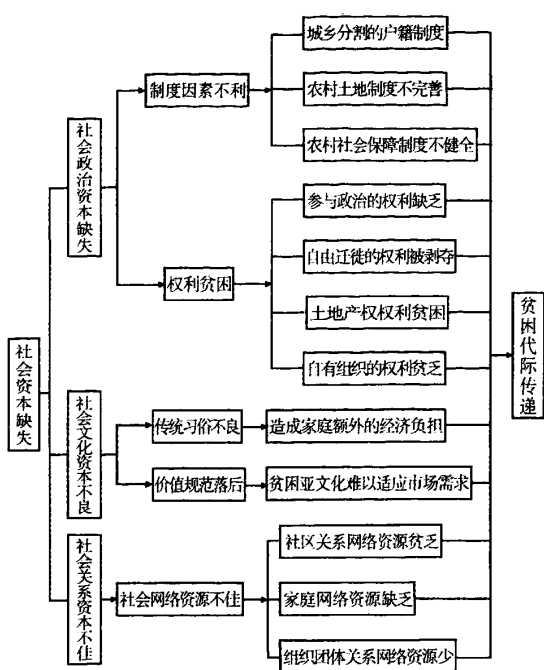 社会资本缺失
社会政治资本缺失
制度因素不利
城乡分割的户籍制度
农村土地制度不完善
农村社会保障制度不健全
权利贫困
参与政治的权利缺乏
自由迁徙的权利被剥夺
土地产权权利贫困
自有组织的权利贫乏
社会文化资本不良
传统习俗不良
造成家庭额外的经济负担
价值规范落后
贫困亚文化难以适应市场需求
社会关系资本不佳
社会网络资源不佳
社区关系网络资源贫乏
家庭网络资源缺乏
组织团体关系网络资源少
贫困代际传递